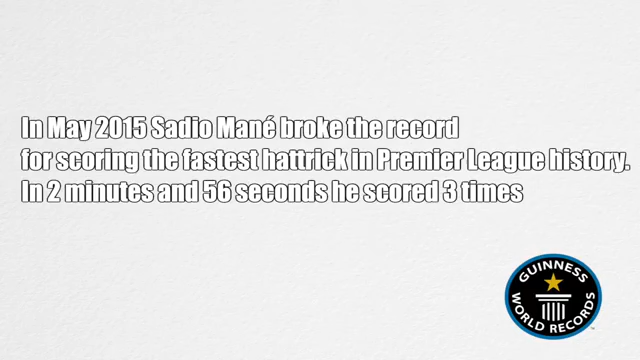 In May 2015 Sadio Mané broke the record
for scoring the fastest hattrick in Premier League history.
In 2 minutes and 56 seconds he scored 3 times
GUINNESS
WORLD RECORDS
™